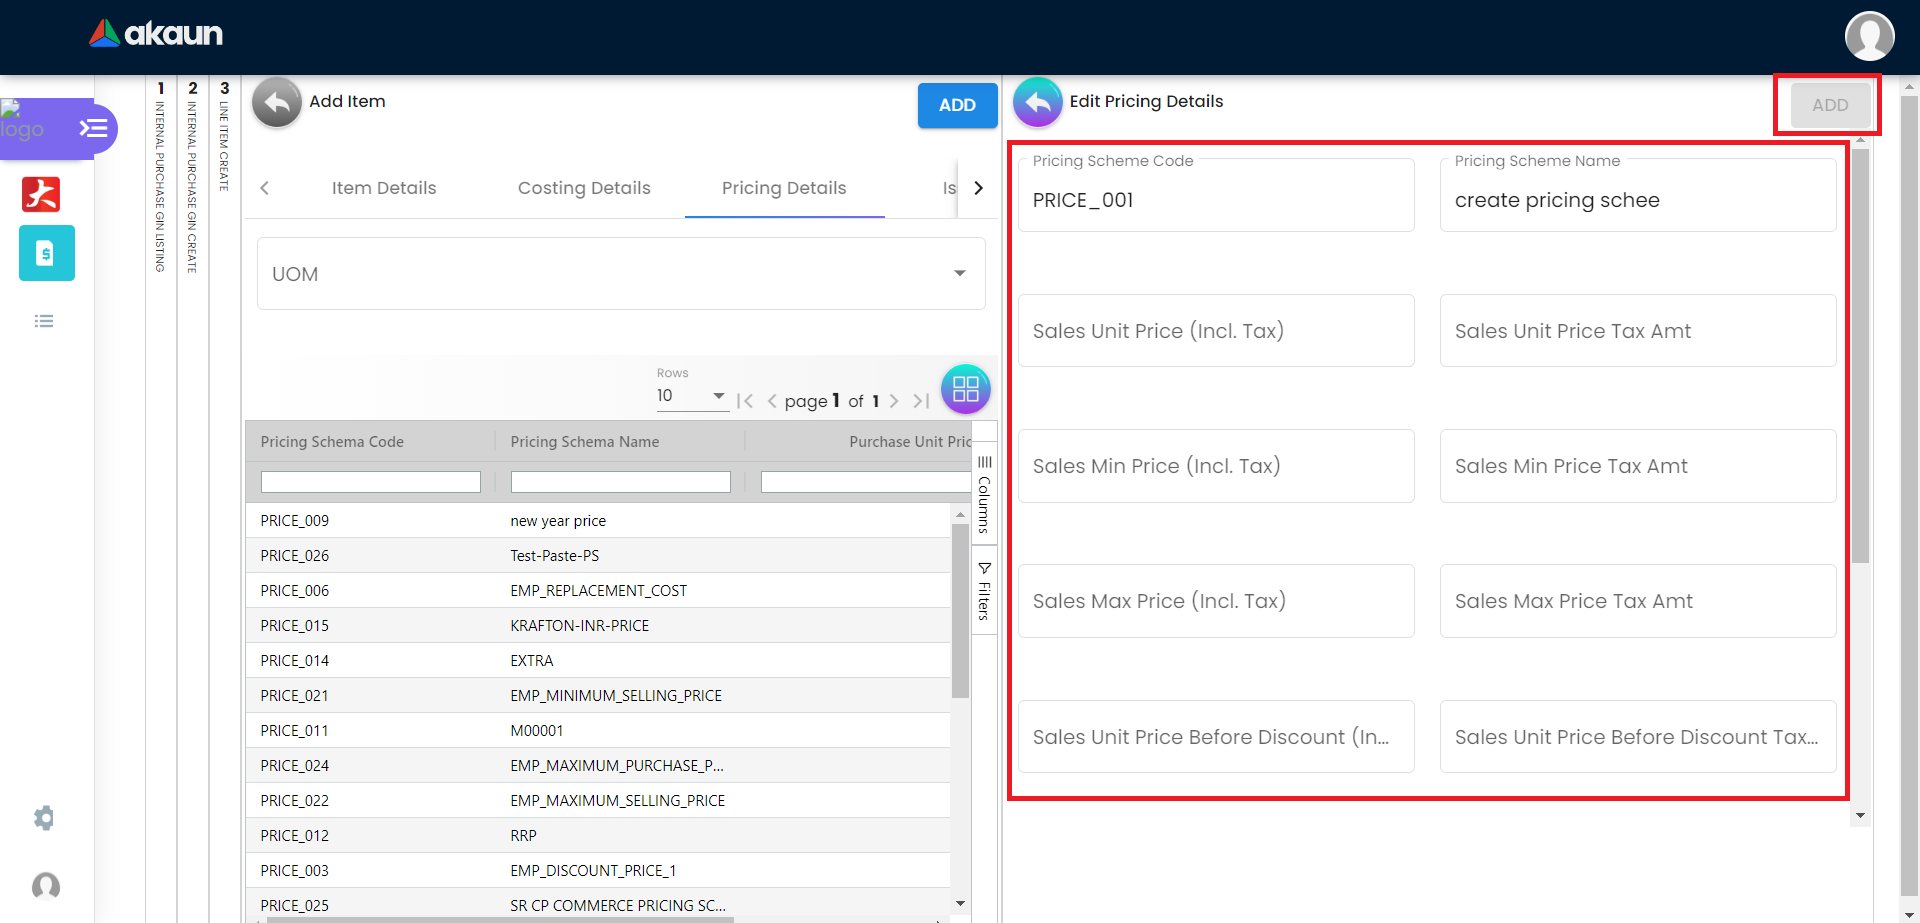 akaun
logo
1 INTERNAL PURCHASE GIN LISTING
2 INTERNAL PURCHASE GIN CREATE
3 LINE ITEM CREATE
Add Item
ADD
Item Details
Costing Details
Pricing Details
Is
UOM
Rows
10
page 1 of 1
Pricing Schema Code
Pricing Schema Name
Purchase Unit Pric
PRICE_009 new year price
PRICE_026 Test-Paste-PS
PRICE_006 EMP_REPLACEMENT_COST
PRICE_015 KRAFTON-INR-PRICE
PRICE_014 EXTRA
PRICE_021 EMP_MINIMUM_SELLING_PRICE
PRICE_011 M00001
PRICE_024 EMP_MAXIMUM_PURCHASE_P...
PRICE_022 EMP_MAXIMUM_SELLING_PRICE
PRICE_012 RRP
PRICE_003 EMP_DISCOUNT_PRICE_1
PRICE_025 SR CP COMMERCE PRICING SC...
Columns
Filters
Edit Pricing Details
ADD
Pricing Scheme Code
PRICE_001
Pricing Scheme Name
create pricing schee
Sales Unit Price (Incl. Tax)
Sales Unit Price Tax Amt
Sales Min Price (Incl. Tax)
Sales Min Price Tax Amt
Sales Max Price (Incl. Tax)
Sales Max Price Tax Amt
Sales Unit Price Before Discount (In...
Sales Unit Price Before Discount Tax...